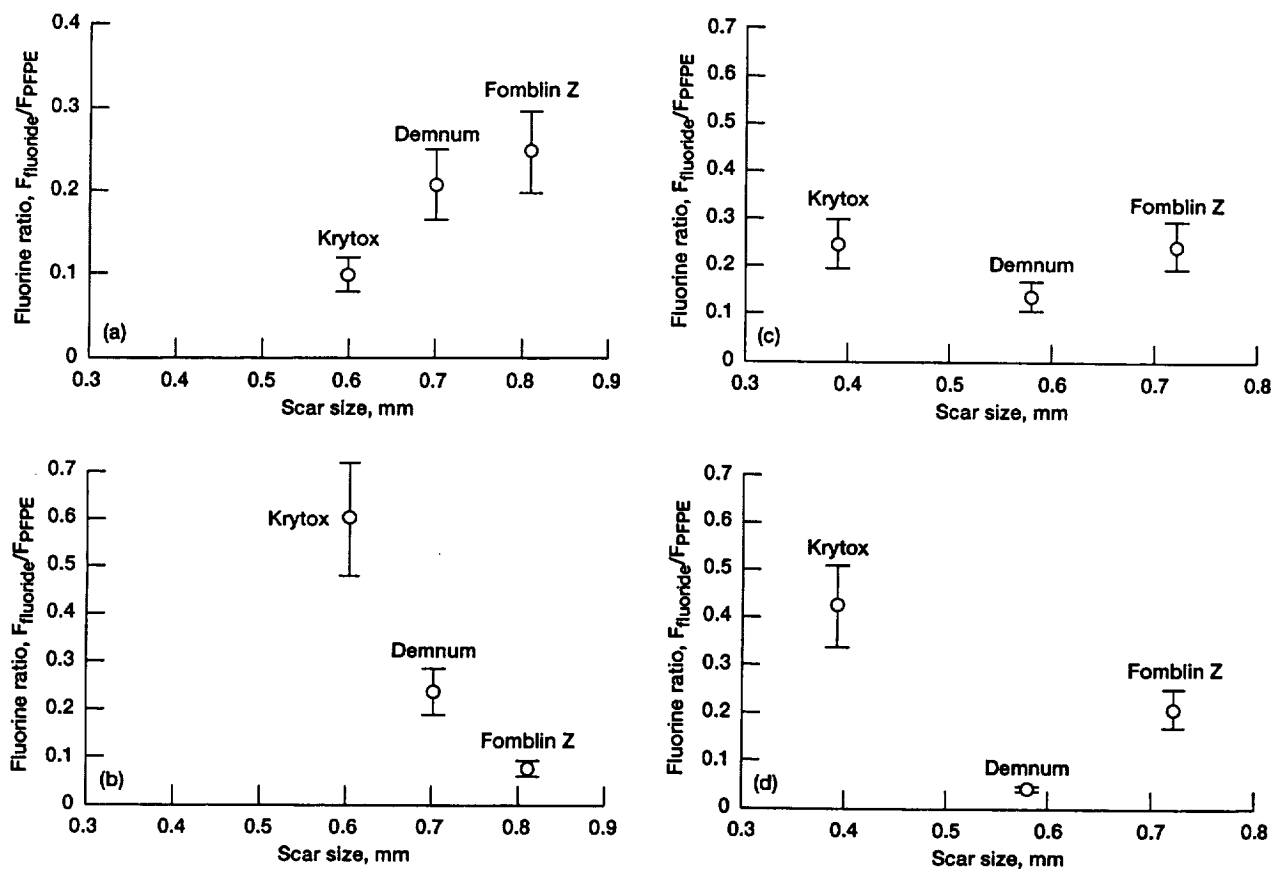 Fluorine ratio, Ffluoride/FPFPE
0.4
0.3
0.2
0.1
0
Krytox
Demnum
Fomblin Z
(a)
0.3
0.4
0.5
0.6
0.7
0.8
0.9
Scar size, mm
Fluorine ratio, Ffluoride/FPFPE
0.7
0.6
0.5
0.4
0.3
0.2
0.1
0
Krytox
Demnum
Fomblin Z
(b)
0.3
0.4
0.5
0.6
0.7
0.8
0.9
Scar size, mm
Fluorine ratio, Ffluoride/FPFPE
0.7
0.6
0.5
0.4
0.3
0.2
0.1
0
Krytox
Demnum
Fomblin Z
(c)
0.3
0.4
0.5
0.6
0.7
0.8
Scar size, mm
Fluorine ratio, Ffluoride/FPFPE
0.7
0.6
0.5
0.4
0.3
0.2
0.1
0
Krytox
Demnum
Fomblin Z
(d)
0.3
0.4
0.5
0.6
0.7
0.8
Scar size, mm